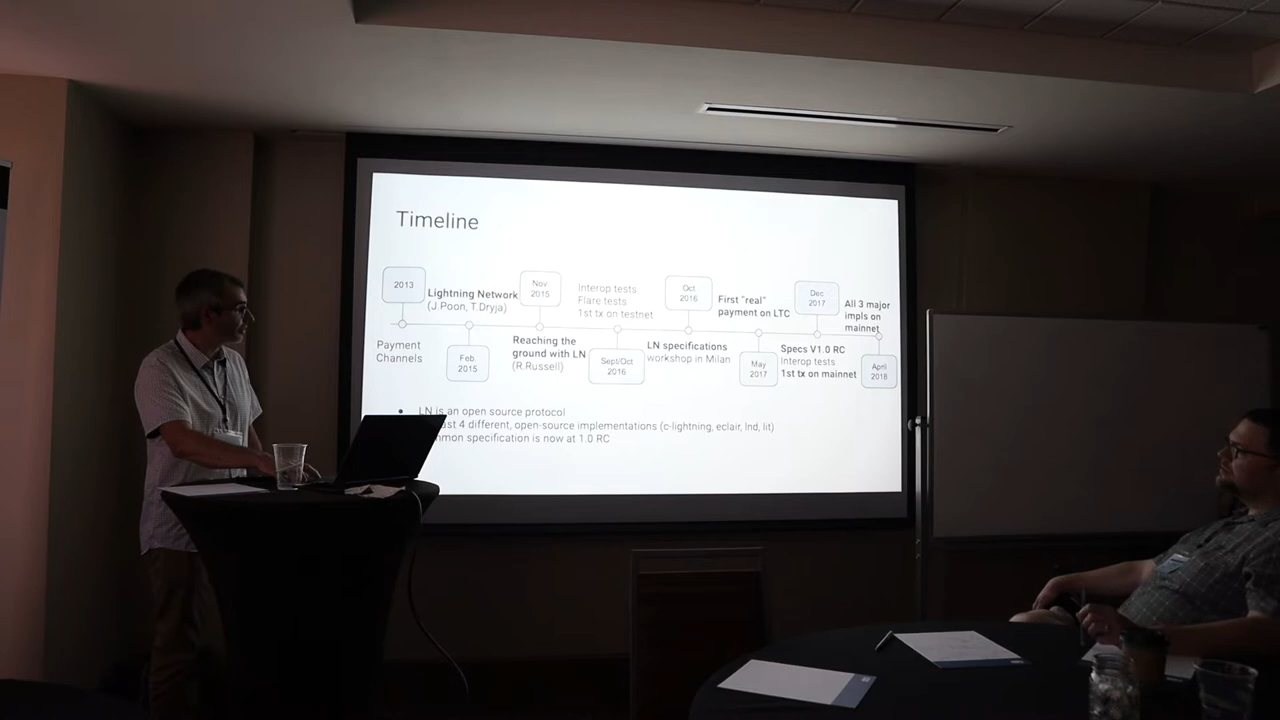 Timeline
2013
Payment
Channels
Lightning Network
(J.Poon, T.Dryja)
Feb.
2015
Nov
2015
Reaching the
ground with LN
(R.Russell)
Interop tests
Flare tests
1st tx on testnet
Sept/Oct
2016
Oct
2016
LN specifications
workshop in Milan
First "real"
payment on LTC
May
2017
Dec
2017
Specs V1.0 RC
Interop tests
1st tx on mainnet
All 3 major
impls on
mainnet
April
2018
LN is an open source protocol
4 different, open-source implementations (c-lightning, eclair, lnd, lit)
specification is now at 1.0 RC